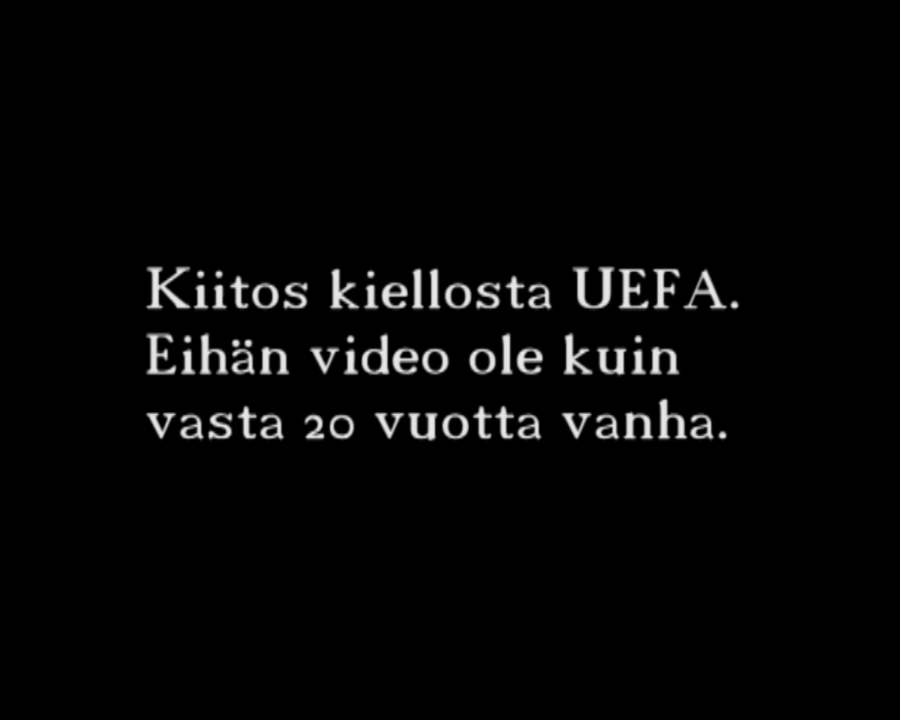 Kiitos kiellosta UEFA.
Eihän video ole kuin
vasta 20 vuotta vanha.